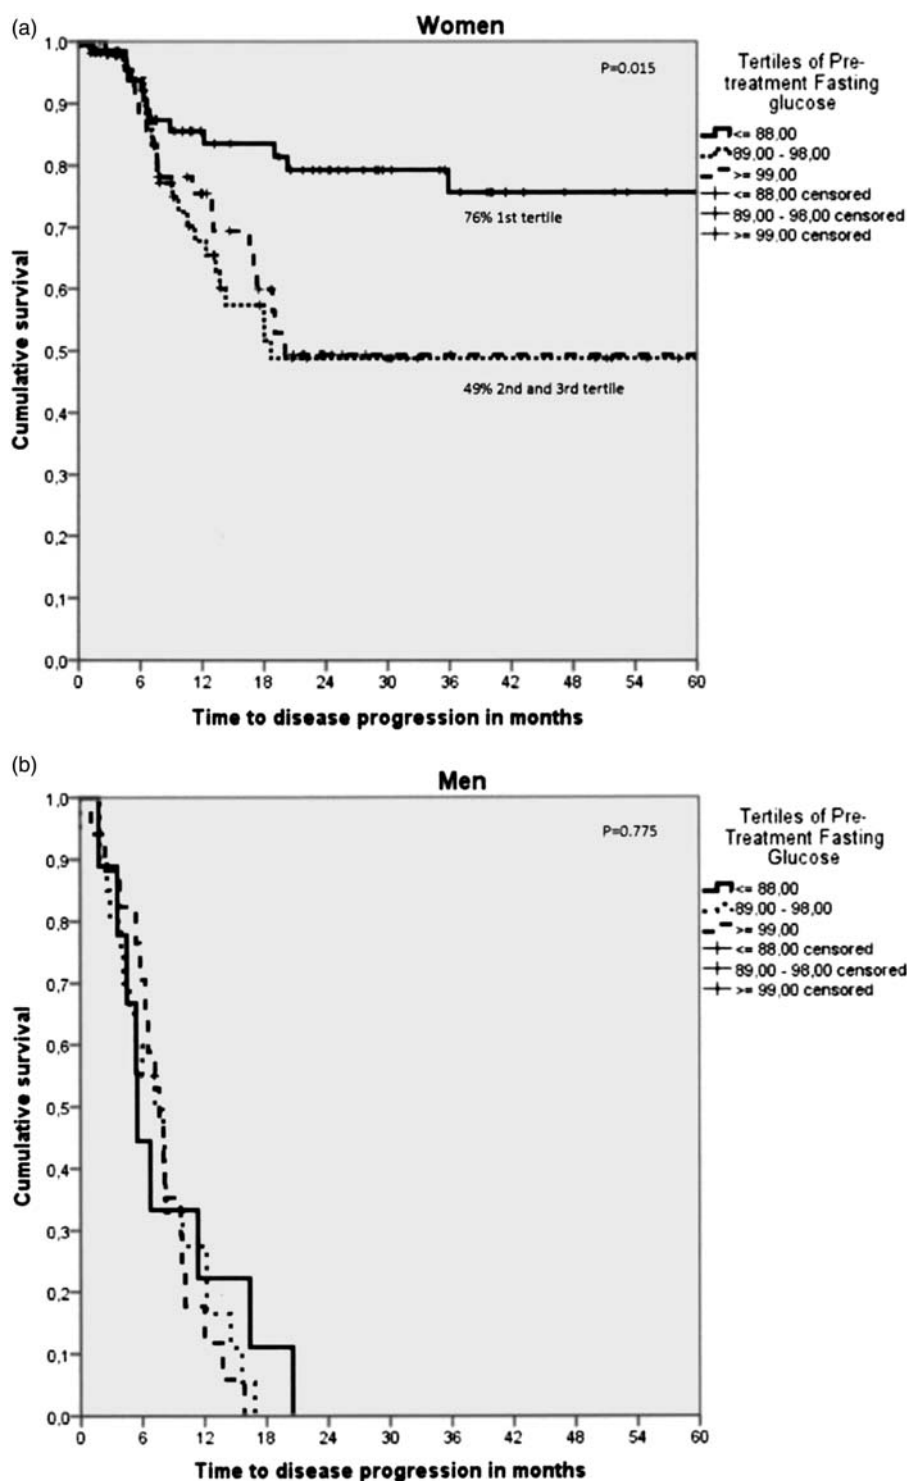 (a)
Women
P=0.015
Tertiles of Pre-
treatment Fasting
glucose
<= 88,00
89,00 - 98,00
>= 99,00
<= 88,00 censored
89,00 - 98,00 censored
>= 99,00 censored
Cumulative survival
1,0
0,9
0,8
0,7
0,6
0,5
0,4
0,3
0,2
0,1
0,0
76% 1st tertile
49% 2nd and 3rd tertile
0 6 12 18 24 30 36 42 48 54 60
Time to disease progression in months
(b)
Men
P=0.775
Tertiles of Pre-
Treatment Fasting
Glucose
<= 88,00
89,00 - 98,00
>= 99,00
<= 88,00 censored
89,00 - 98,00 censored
>= 99,00 censored
Cumulative survival
1,0
0,9
0,8
0,7
0,6
0,5
0,4
0,3
0,2
0,1
0,0
0 6 12 18 24 30 36 42 48 54 60
Time to disease progression in months